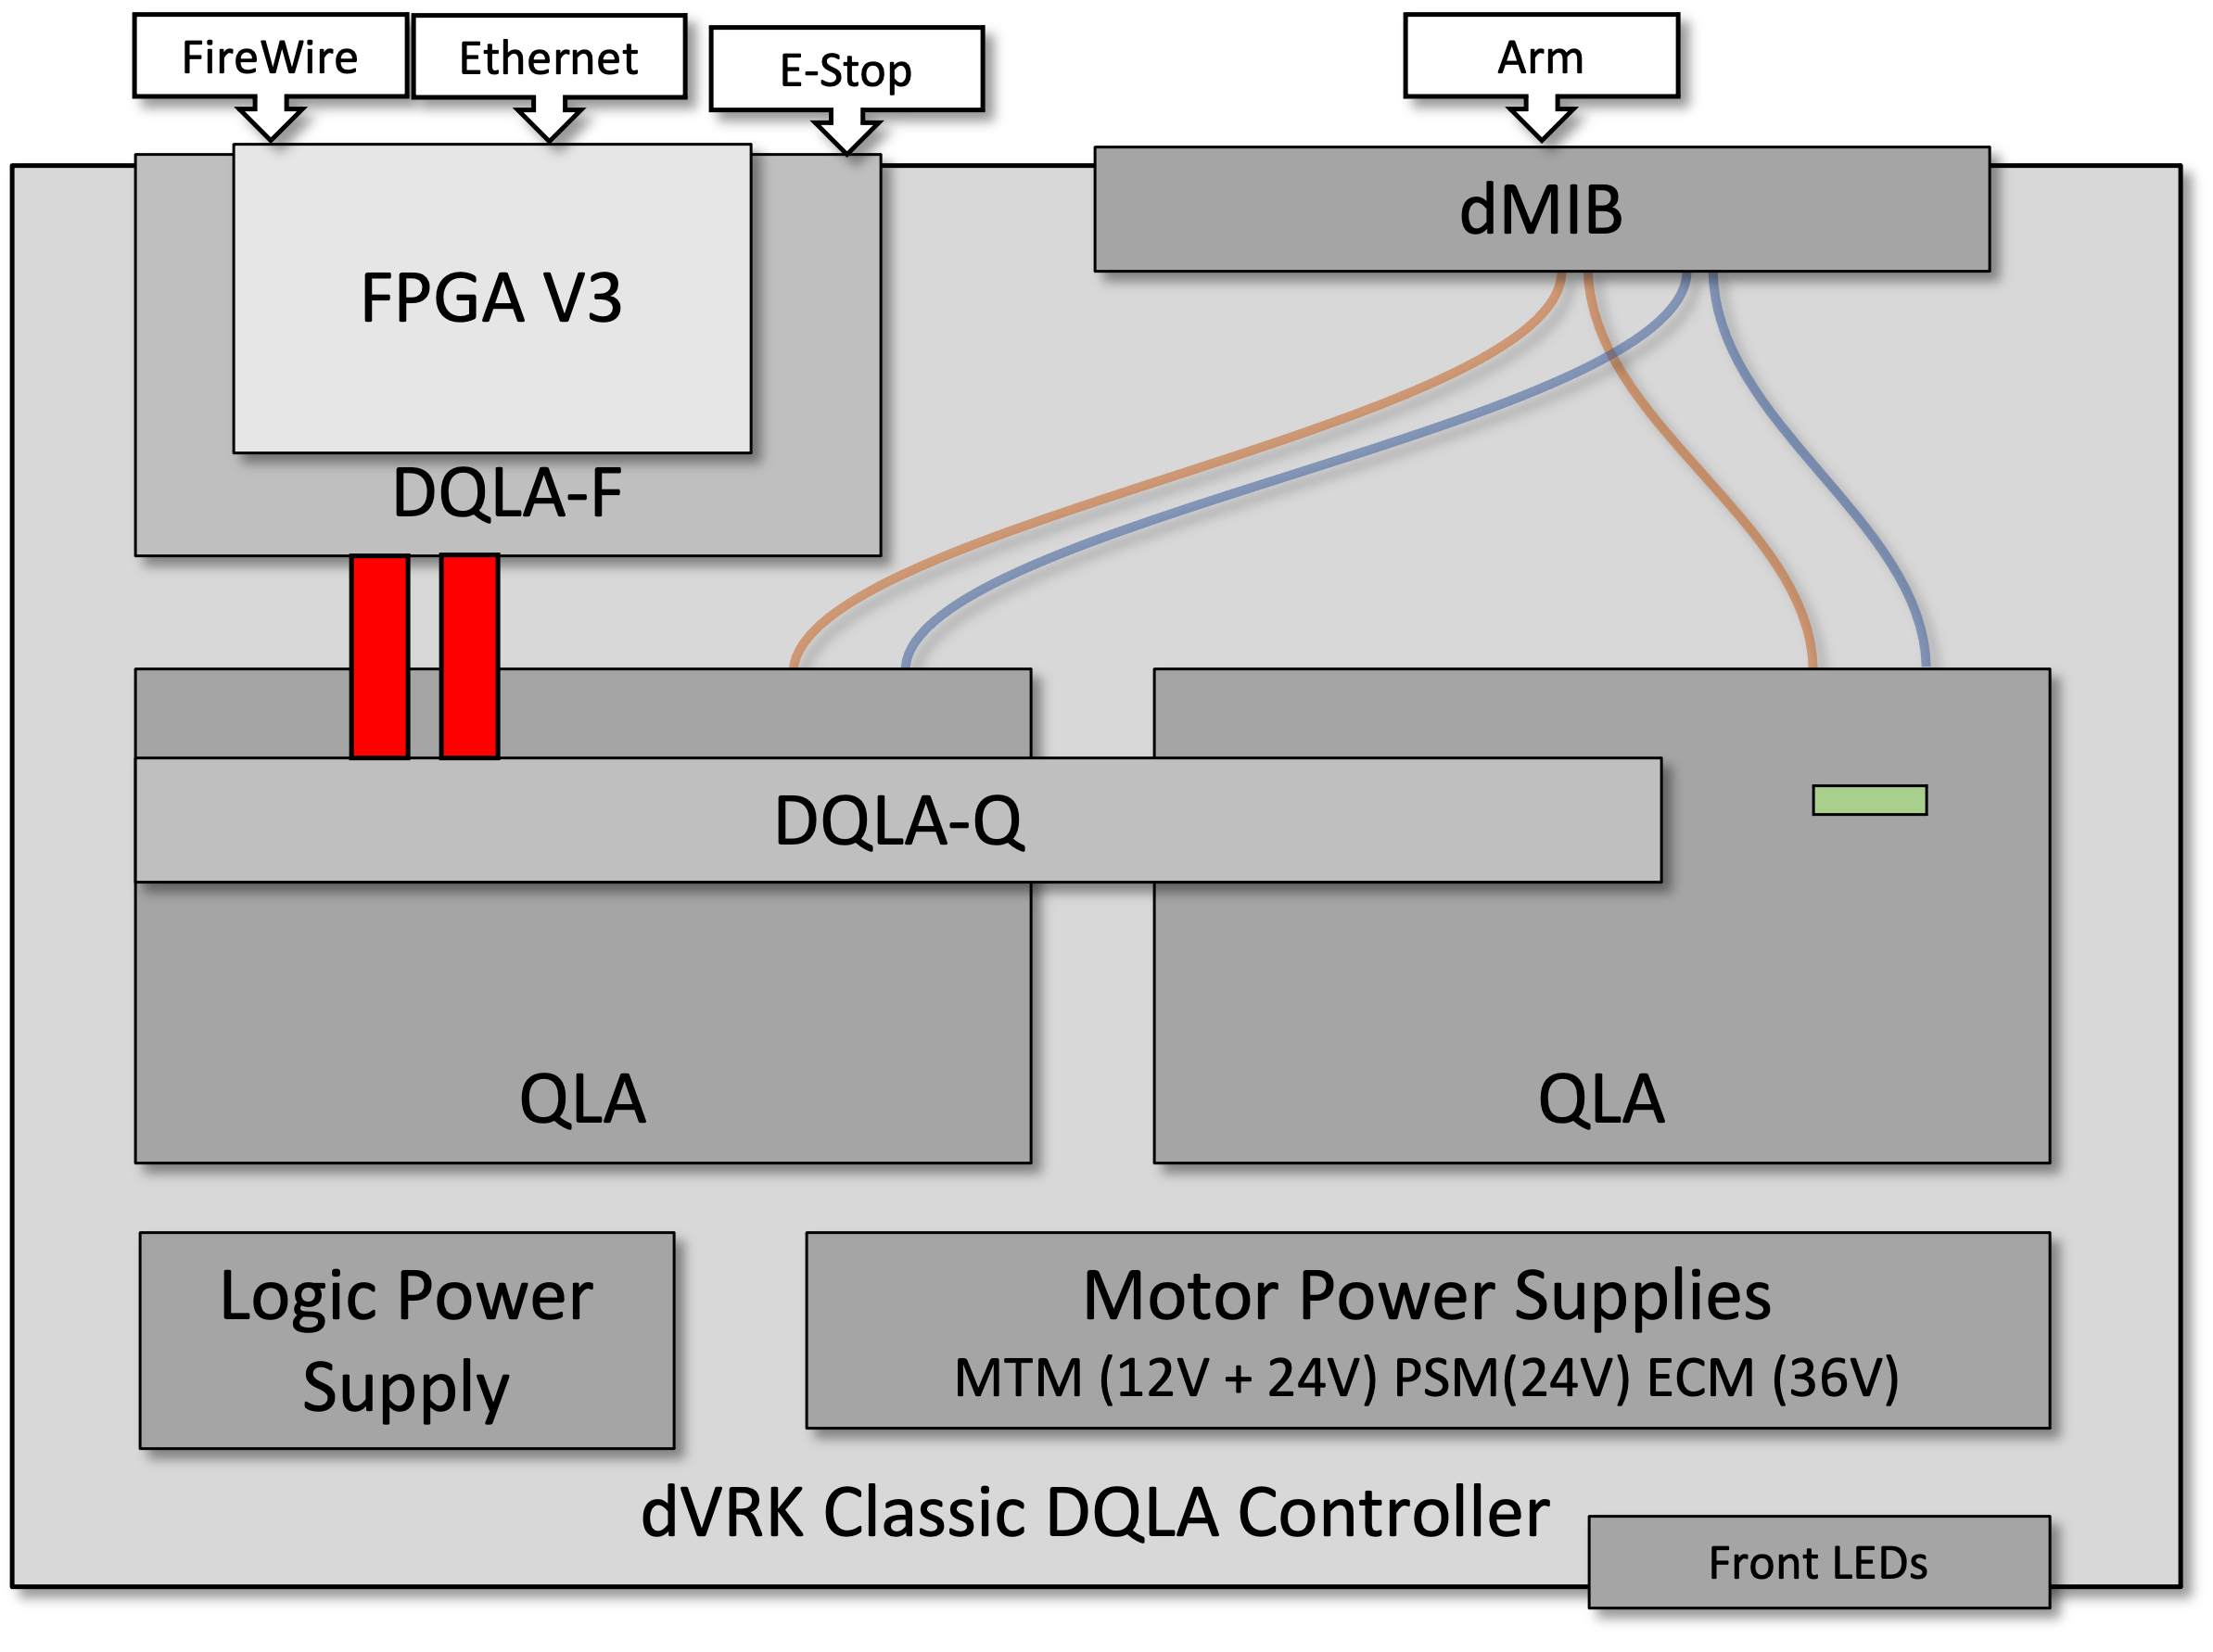 FireWire
Ethernet
E-Stop
Arm
dMIB
FPGA V3
DQLA-F
DQLA-Q
QLA
QLA
Logic Power
Supply
Motor Power Supplies
MTM (12V + 24V) PSM(24V) ECM (36V)
dVRK Classic DQLA Controller
Front LEDs